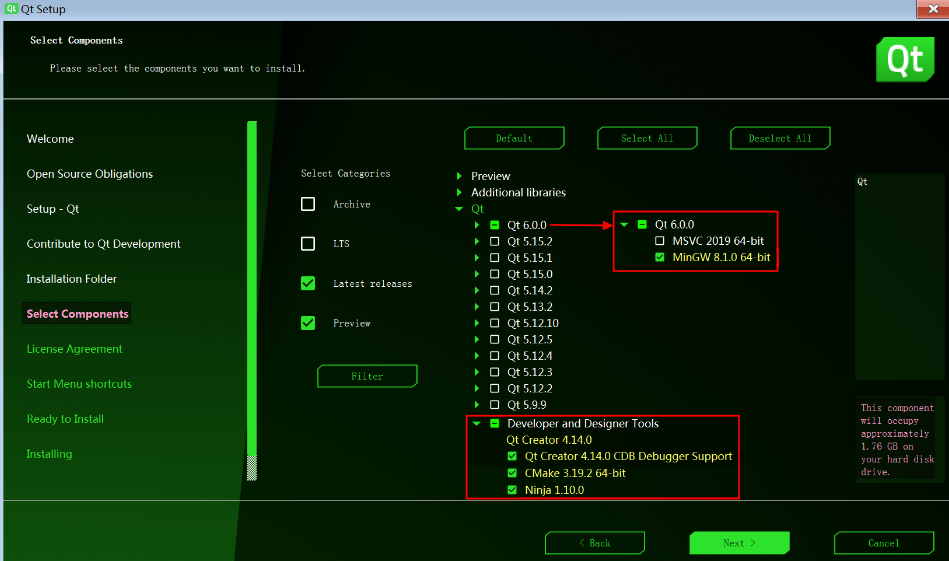 Qt Qt Setup
Select Components
Please select the components you want to install.
Qt
Welcome
Open Source Obligations
Setup - Qt
Contribute to Qt Development
Installation Folder
Select Components
License Agreement
Start Menu shortcuts
Ready to Install
Installing
Select Categories
Archive
LTS
Latest releases
Preview
Filter
Default
Select All
Deselect All
Preview
Additional libraries
Qt
Qt 6.0.0
Qt 5.15.2
Qt 5.15.1
Qt 5.15.0
Qt 5.14.2
Qt 5.13.2
Qt 5.12.10
Qt 5.12.5
Qt 5.12.4
Qt 5.12.3
Qt 5.12.2
Qt 5.9.9
Developer and Designer Tools
Qt Creator 4.14.0
Qt Creator 4.14.0 CDB Debugger Support
CMake 3.19.2 64-bit
Ninja 1.10.0
Qt 6.0.0
MSVC 2019 64-bit
MinGW 8.1.0 64-bit
Qt
This component
will occupy
approximately
1.76 GB on
your hard disk
drive.
< Back
Next >
Cancel